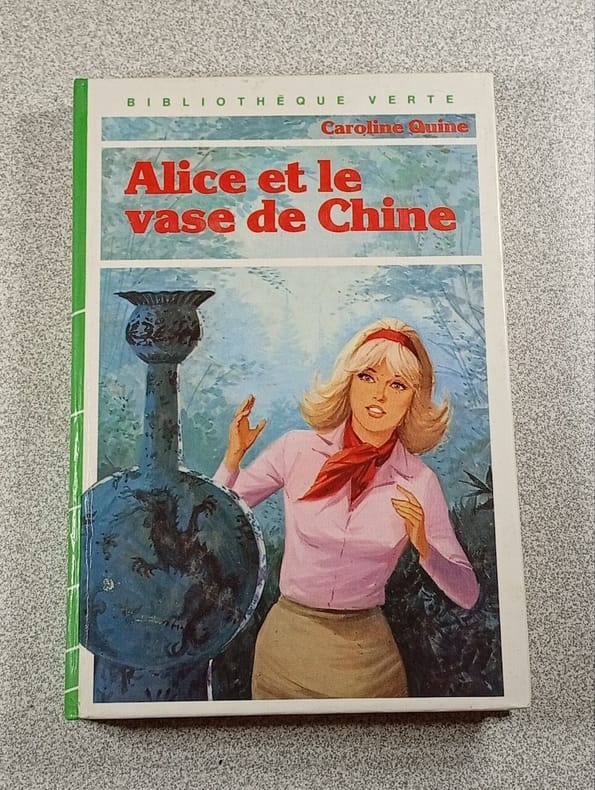 BIBLIOTHÈQUE VERTE
Caroline Quine
Alice et le
vase de Chine